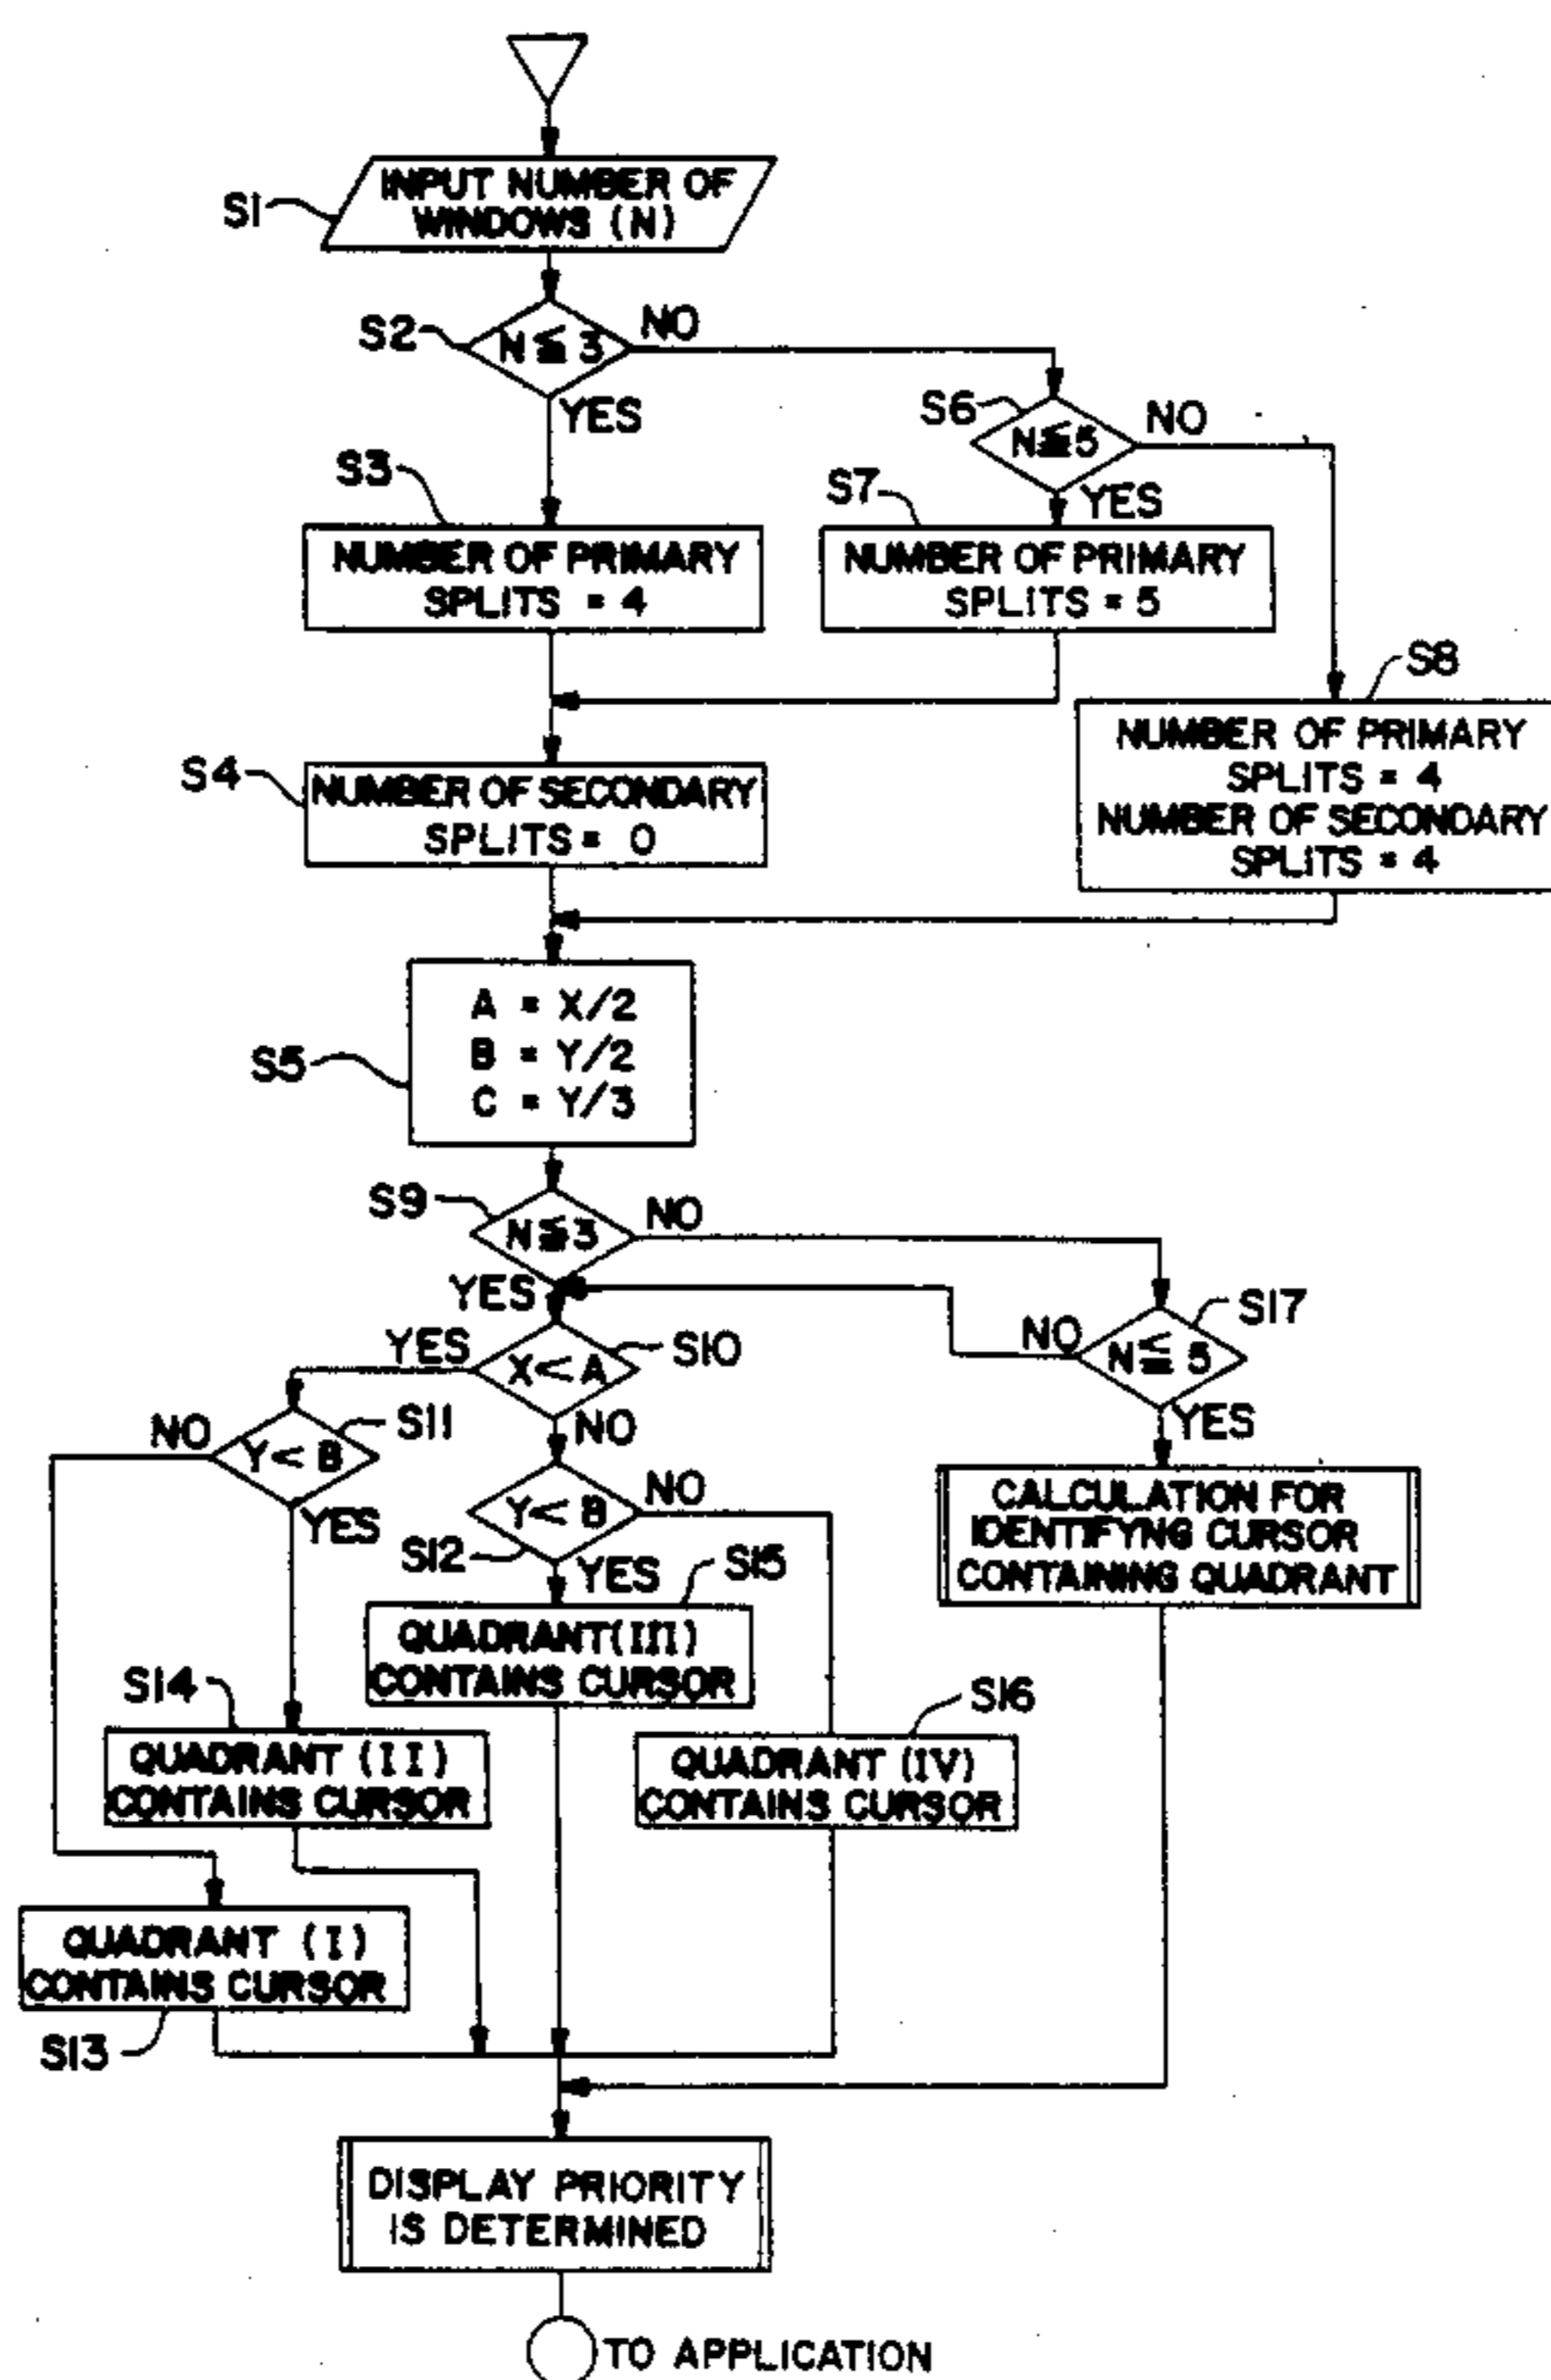 S1
INPUT NUMBER OF
WINDOWS (N)
S2
N ≦ 3
NO
YES
S6
N≦5
NO
YES
S3
NUMBER OF PRIMARY
SPLITS = 4
S7
NUMBER OF PRIMARY
SPLITS = 5
S8
NUMBER OF PRIMARY
SPLITS = 4
NUMBER OF SECONDARY
SPLITS = 4
S4
NUMBER OF SECONDARY
SPLITS = 0
S5
A = X/2
B = Y/2
C = Y/3
S9
N≦3
NO
YES
S17
N≦ 5
NO
YES
S10
X< A
YES
NO
S11
Y< B
NO
YES
S12
Y< B
NO
YES
CALCULATION FOR
IDENTIFYNG CURSOR
CONTAINING QUADRANT
S15
QUADRANT(III)
CONTAINS CURSOR
S14
QUADRANT (II)
CONTAINS CURSOR
S16
QUADRANT (IV)
CONTAINS CURSOR
QUADRANT (I)
CONTAINS CURSOR
S13
DISPLAY PRIORITY
IS DETERMINED
TO APPLICATION